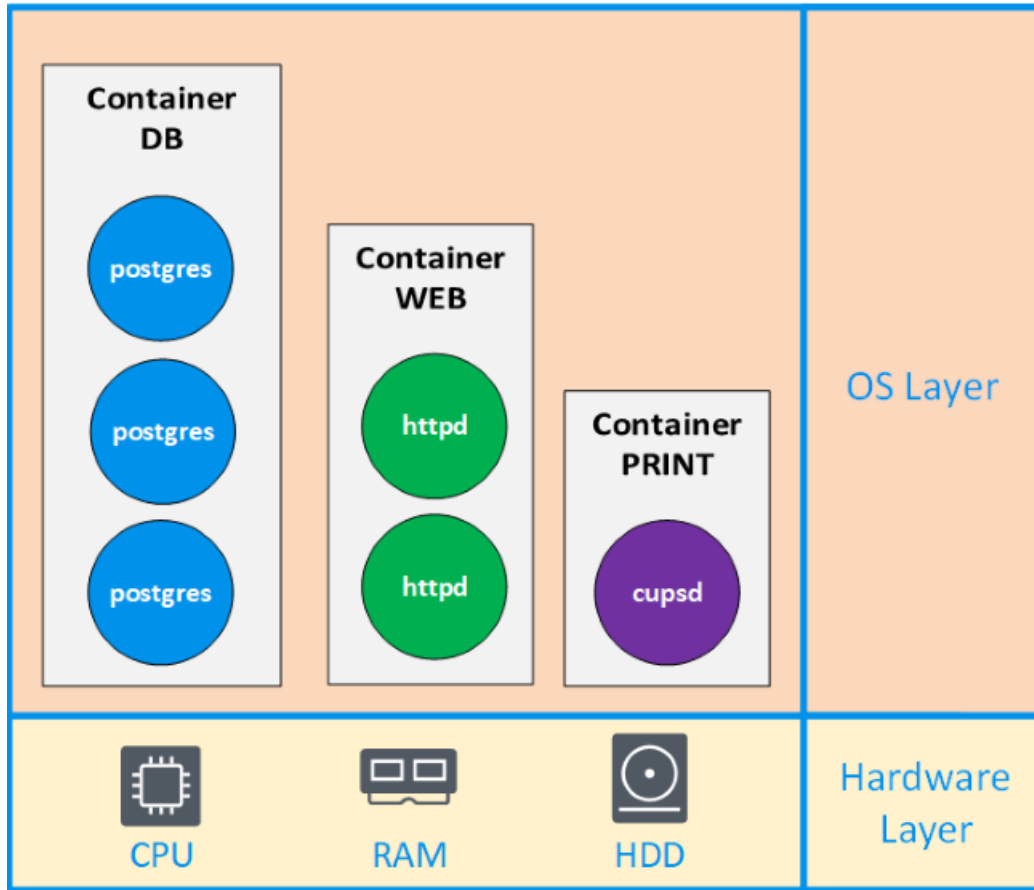 Container
DB
postgres
postgres
postgres
Container
WEB
httpd
httpd
Container
PRINT
cupsd
OS Layer
CPU
RAM
HDD
Hardware
Layer